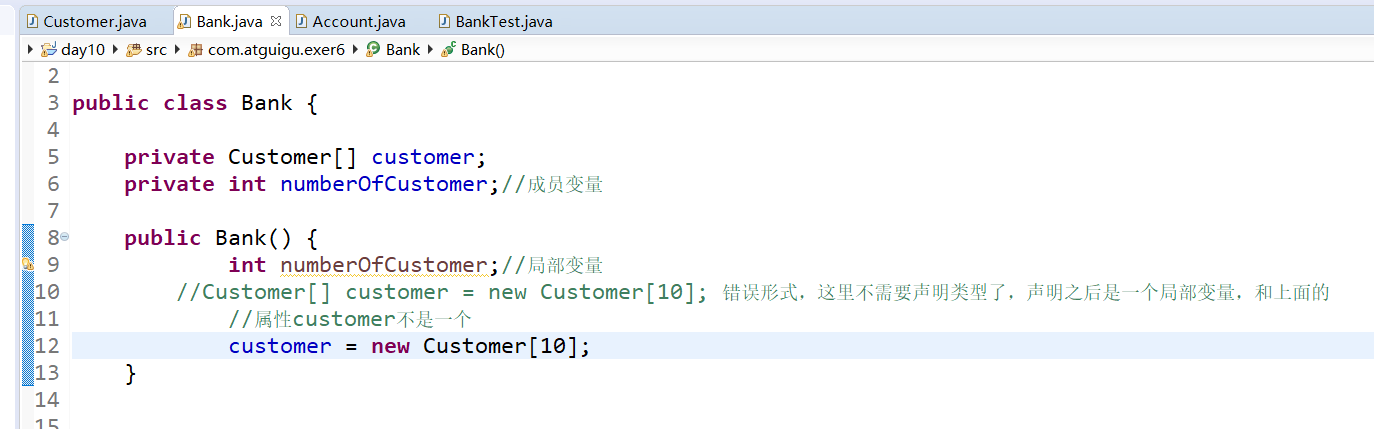 Customer.java Bank.java Account.java BankTest.java
day10 src com.atguigu.exer6 Bank Bank()
2
3 public class Bank {
4
5 private Customer[] customer;
6 private int numberOfCustomer;//成员变量
7
8 public Bank() {
9 int numberOfCustomer;//局部变量
10 //Customer[] customer = new Customer[10]; 错误形式，这里不需要声明类型了，声明之后是一个局部变量，和上面的
11 //属性customer不是一个
12 customer = new Customer[10];
13 }
14
15